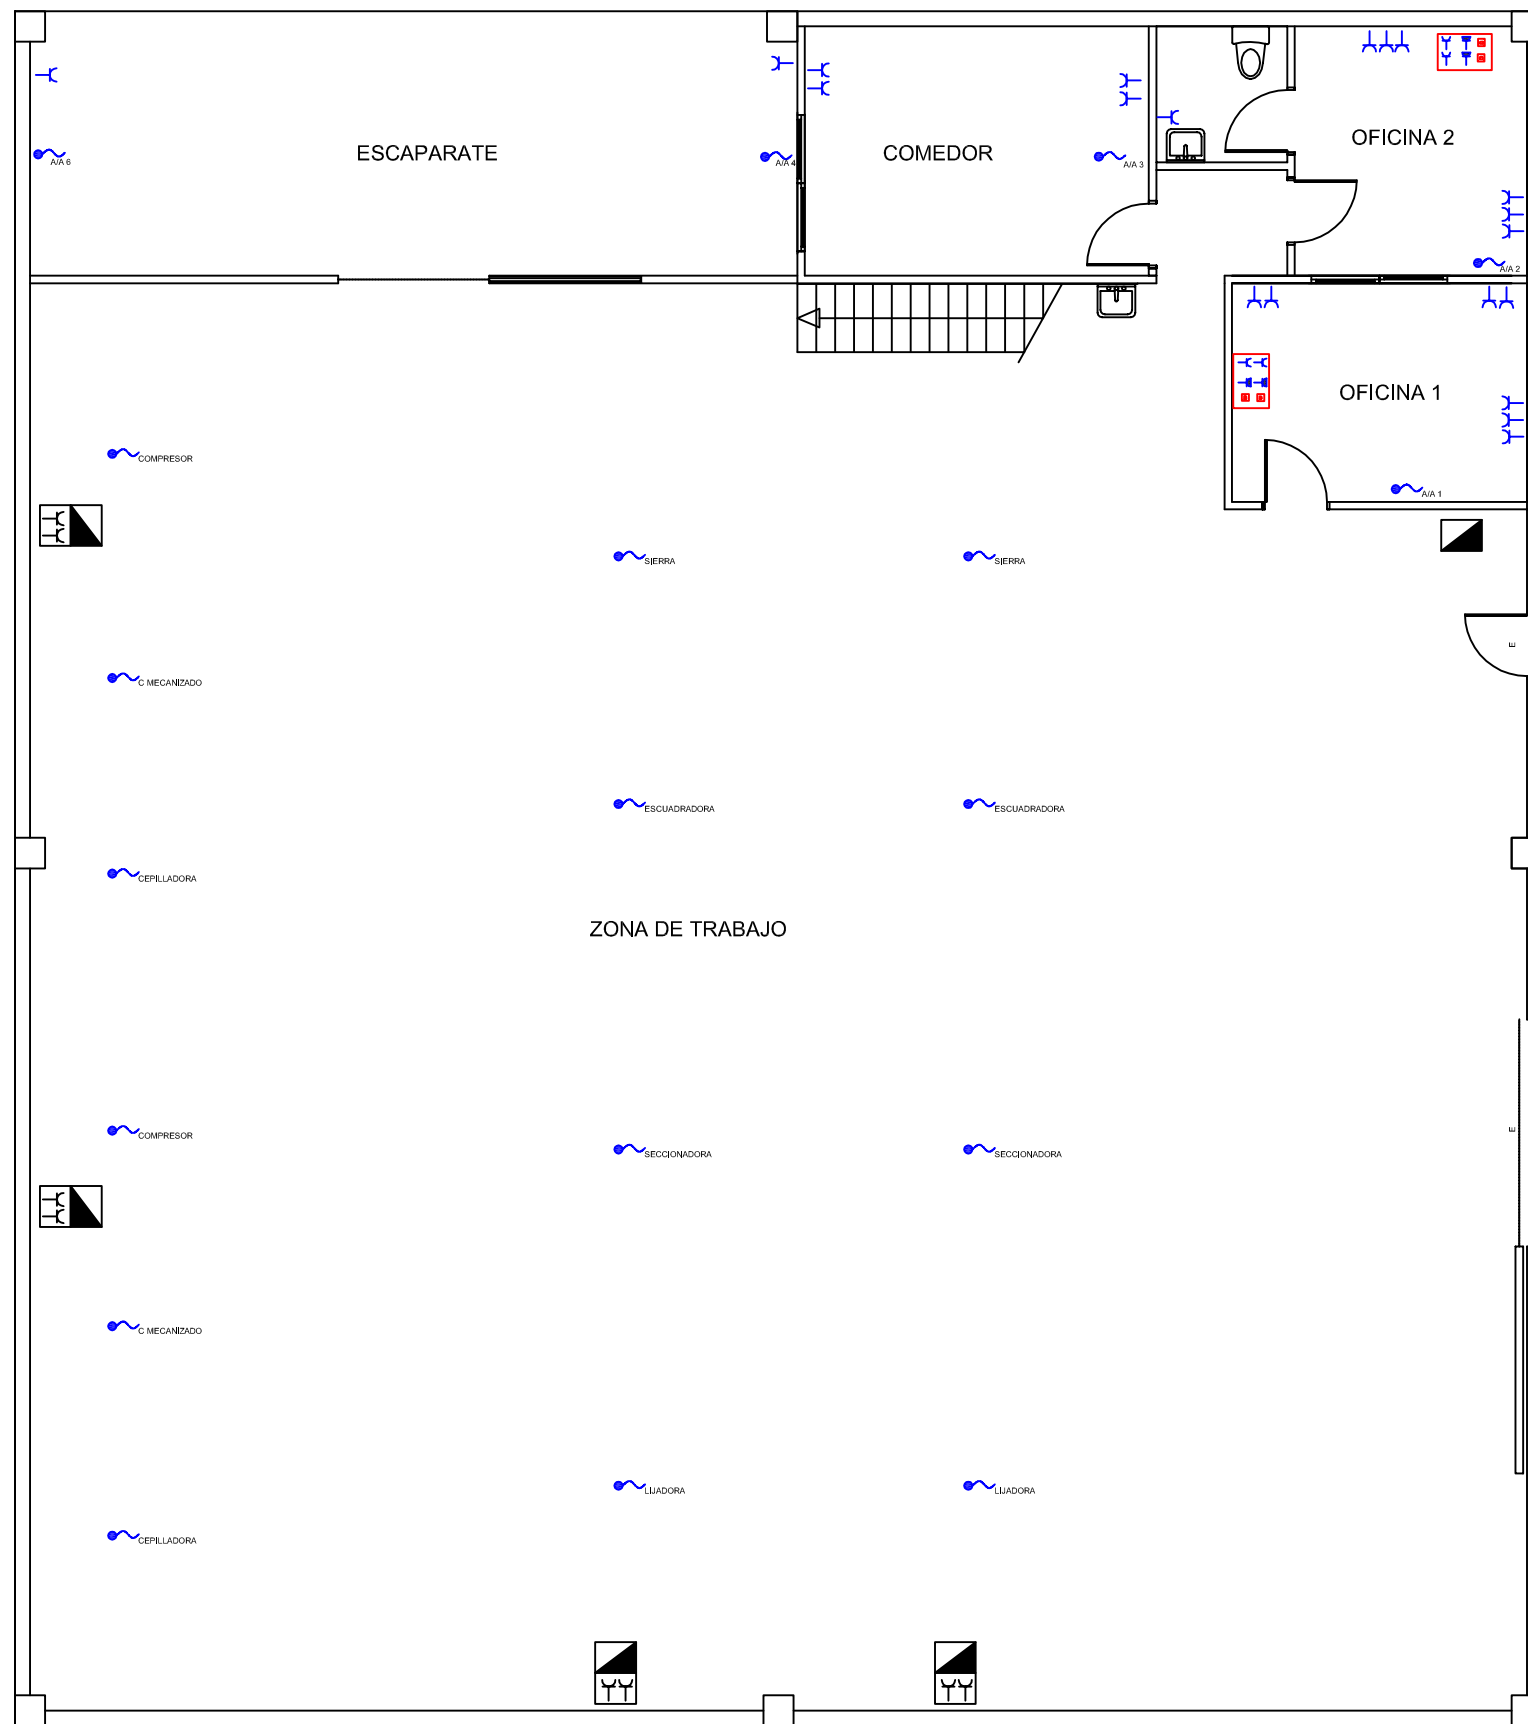 OFICINA 2
ESCAPARATE
COMEDOR
A/A 6
A/A 4
A/A 3
A/A 2
OFICINA 1
COMPRESOR
A/A 1
SIERRA
SIERRA
E
C MECANIZADO
ESCUADRADORA
ESCUADRADORA
CEPILLADORA
ZONA DE TRABAJO
COMPRESOR
E
SECCIONADORA
SECCIONADORA
C MECANIZADO
LIJADORA
LIJADORA
CEPILLADORA